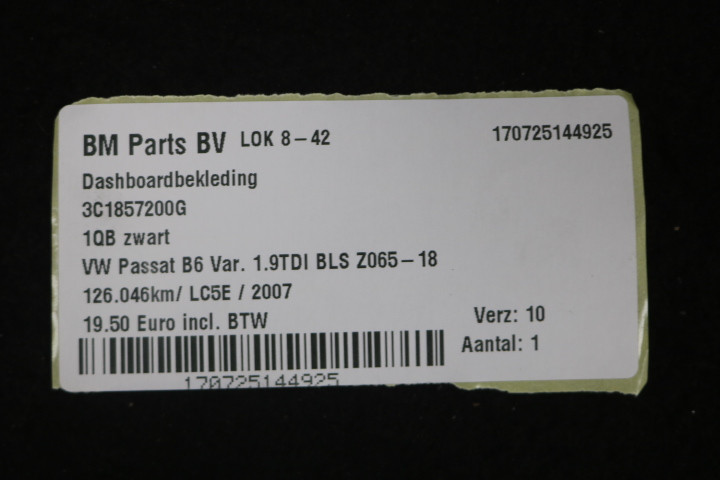 BM Parts BV LOK 8-42 170725144925
Dashboardbekleding
3C1857200G
1QB zwart
VW Passat B6 Var. 1.9TDI BLS Z065-18
126.046km/ LC5E / 2007
19.50 Euro incl. BTW Verz: 10
Aantal: 1
170725144925